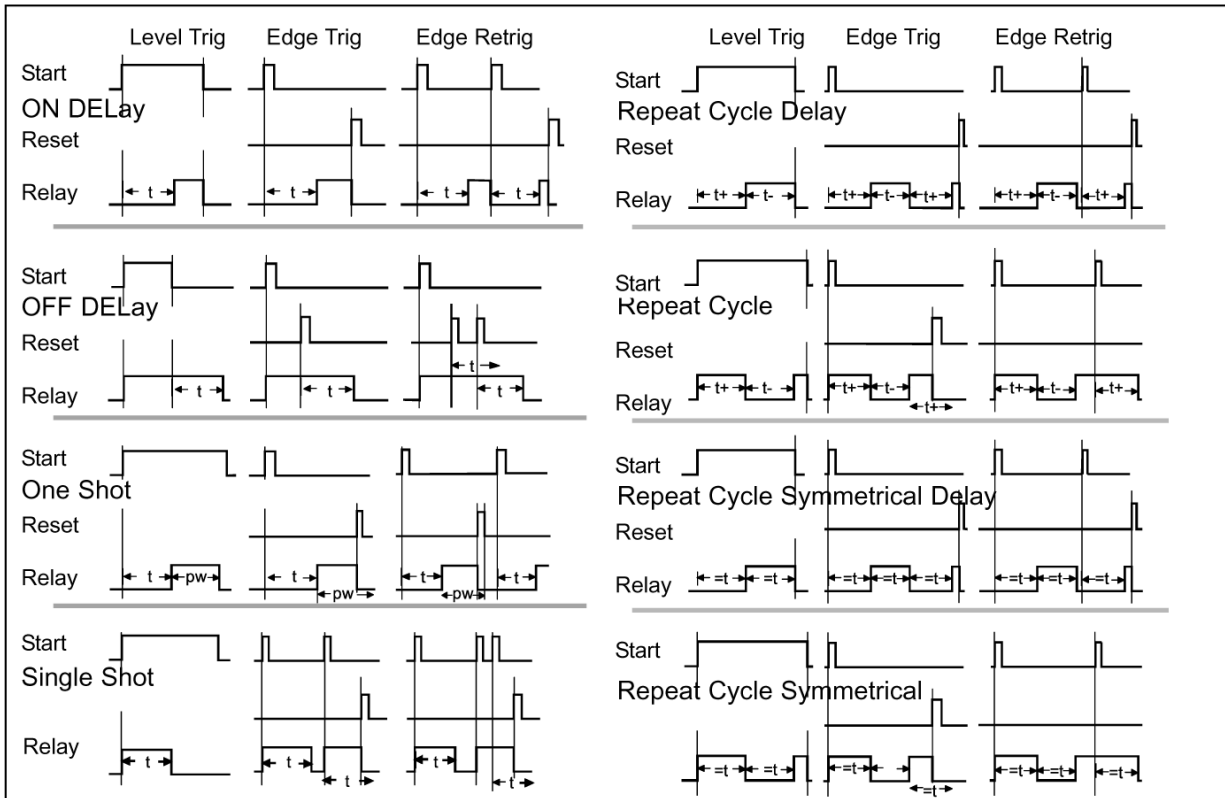 Level Trig Edge Trig Edge Retrig
Start
ON DELay
Reset
Relay t t t t
Start
OFF DELay
Reset
t
Relay t t t
Start
One Shot
Reset
Relay t pw t t t
pw pw
Start
Single Shot
Relay t t t
t t
Level Trig Edge Trig Edge Retrig
Start
Repeat Cycle Delay
Reset
Relay t+ t- t+ t- t+ t+ t- t+
Start
Repeat Cycle
Reset
Relay t+ t- t+ t- t+ t- t+
t+
Start
Repeat Cycle Symmetrical Delay
Reset
Relay =t =t =t =t =t =t =t =t
Start
Repeat Cycle Symmetrical
=t =t =t =t =t =t
=t